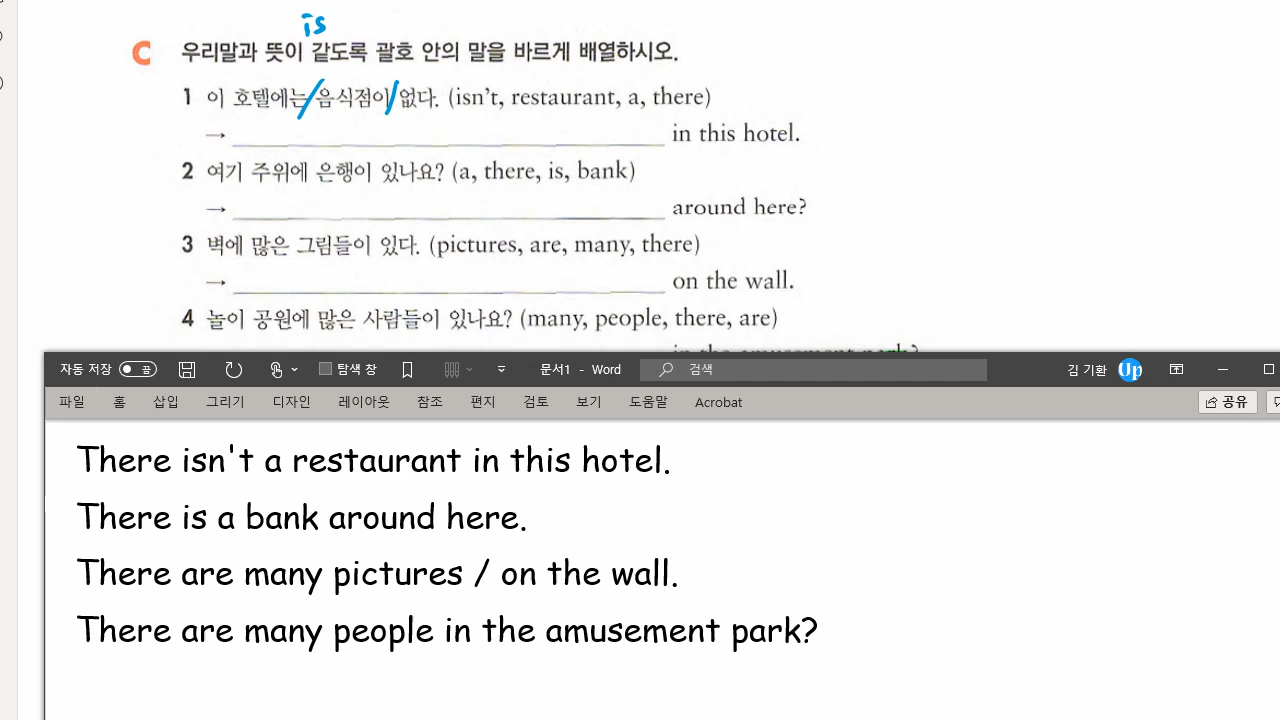 is
C 우리말과 뜻이 같도록 괄호 안의 말을 바르게 배열하시오.
1 이 호텔에는/음식점이/없다. (isn't, restaurant, a, there)
→ in this hotel.
2 여기 주위에 은행이 있나요? (a, there, is, bank)
→ around here?
3 벽에 많은 그림들이 있다. (pictures, are, many, there)
→ on the wall.
4 놀이 공원에 많은 사람들이 있나요? (many, people, there, are)
in the amusement park?
자동 저장 끔 탐색 창 문서1 - Word 검색 김 기환 Up
파일 홈 삽입 그리기 디자인 레이아웃 참조 편지 검토 보기 도움말 Acrobat 공유
There isn't a restaurant in this hotel.
There is a bank around here.
There are many pictures / on the wall.
There are many people in the amusement park?